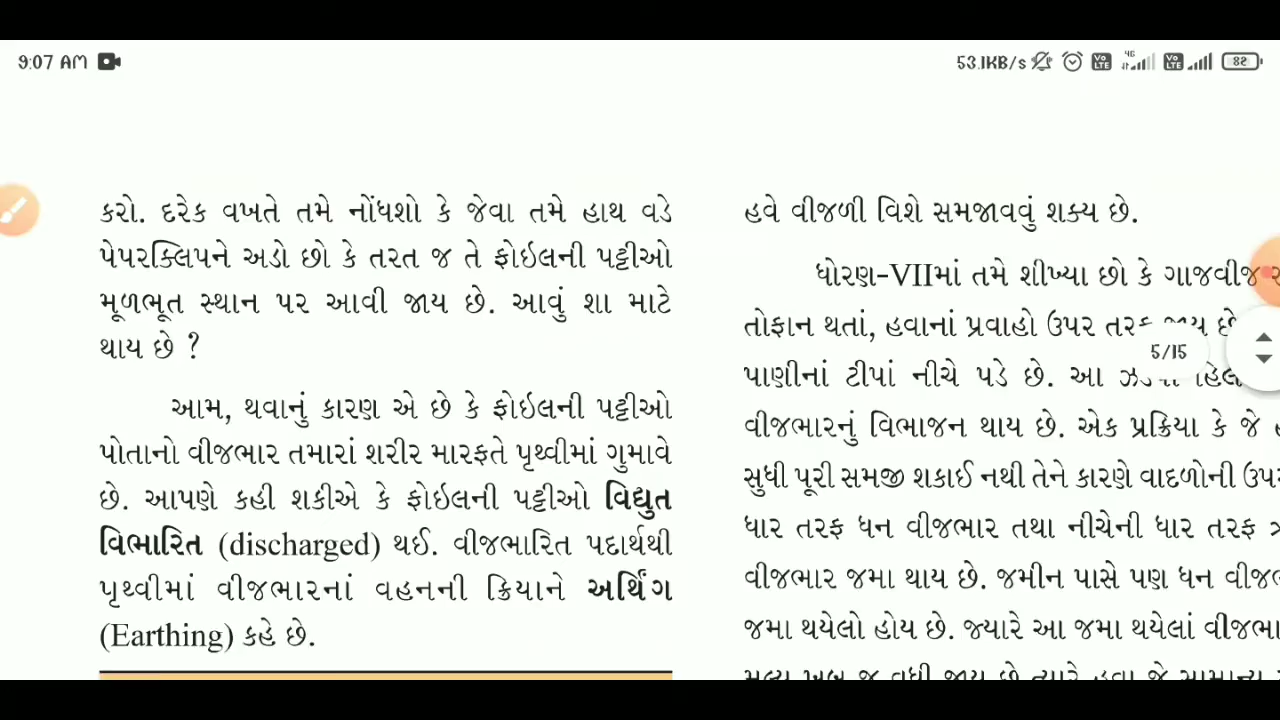 9:07 AM
53.1KB/s 4G 82
કરો. દરેક વખતે તમે નોંધશો કે જેવા તમે હાથ વડે
પેપરક્લિપને અડો છો કે તરત જ તે ફોઇલની પટ્ટીઓ
મૂળભૂત સ્થાન પર આવી જાય છે. આવું શા માટે
થાય છે ?
આમ, થવાનું કારણ એ છે કે ફોઇલની પટ્ટીઓ
પોતાનો વીજભાર તમારાં શરીર મારફતે પૃથ્વીમાં ગુમાવે
છે. આપણે કહી શકીએ કે ફોઇલની પટ્ટીઓ વિદ્યુત
વિભારિત (discharged) થઈ. વીજભારિત પદાર્થથી
પૃથ્વીમાં વીજભારનાં વહનની ક્રિયાને અર્થિંગ
(Earthing) કહે છે.
હવે વીજળી વિશે સમજાવવું શક્ય છે.
ધોરણ-VIIમાં તમે શીખ્યા છો કે ગાજવીજ
તોફાન થતાં, હવાનાં પ્રવાહો ઉપર તરફ જાય છે
5/15
પાણીનાં ટીપાં નીચે પડે છે. આ
વીજભારનું વિભાજન થાય છે. એક પ્રક્રિયા કે જે
સુધી પૂરી સમજી શકાઈ નથી તેને કારણે વાદળોની
ધાર તરફ ધન વીજભાર તથા નીચેની ધાર તરફ
વીજભાર જમા થાય છે. જમીન પાસે પણ ધન
જમા થયેલો હોય છે. જ્યારે આ જમા થયેલાં